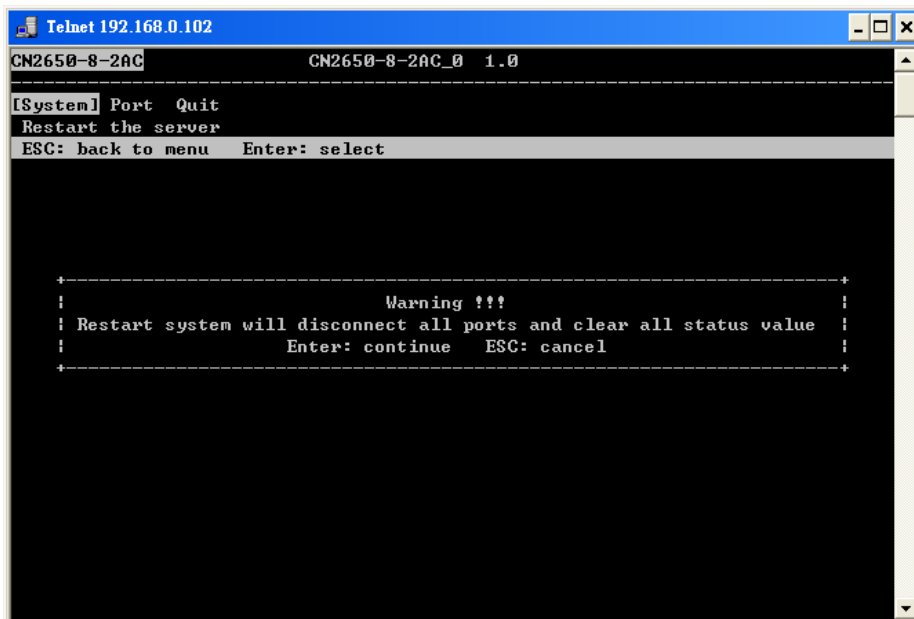 Telnet 192.168.0.102
CN2650-8-2AC CN2650-8-2AC_0 1.0
[System] Port Quit
Restart the server
ESC: back to menu Enter: select
Warning !!!
Restart system will disconnect all ports and clear all status value
Enter: continue ESC: cancel